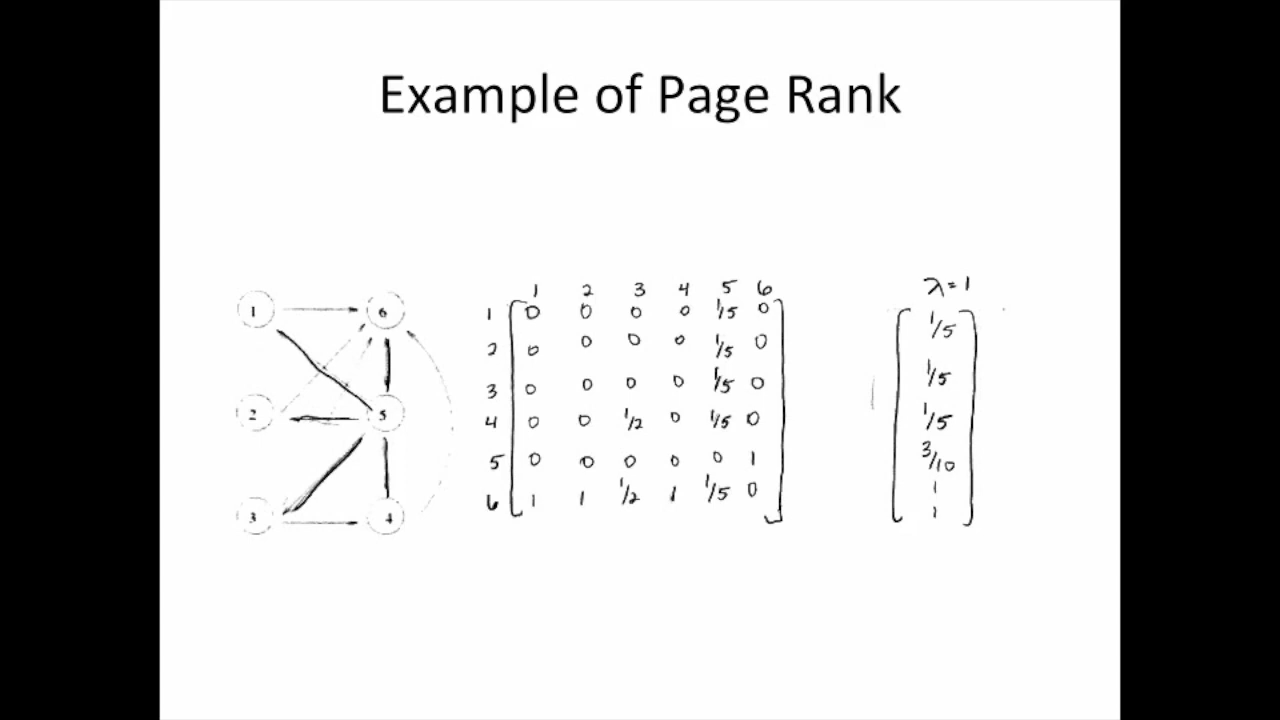 Example of Page Rank
1 6
2 5
3 4
1 2 3 4 5 6
1 0 0 0 0 1/5 0
2 0 0 0 0 1/5 0
3 0 0 0 0 1/5 0
4 0 0 1/2 0 1/5 0
5 0 0 0 0 0 1
6 1 1 1/2 1 1/5 0
λ=1
1/5
1/5
1/5
3/10
1
1